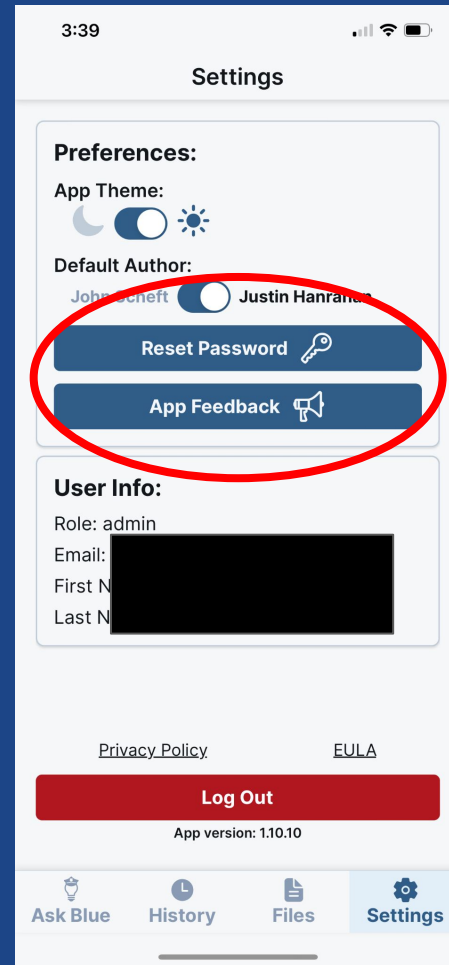 3:39
Settings
Preferences:
App Theme:
Default Author:
John Scheft Justin Hanrahan
Reset Password
App Feedback
User Info:
Role: admin
Email:
First N
Last N
Privacy Policy EULA
Log Out
App version: 1.10.10
Ask Blue History Files Settings